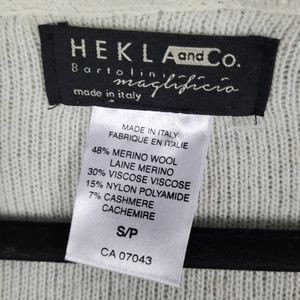 HEKLA and Co.
Bartolini
maglificio
made in italy
MADE IN ITALY
FABRIQUÉ EN ITALIE
48% MERINO WOOL
LAINE MERINO
30% VISCOSE VISCOSE
15% NYLON POLYAMIDE
7% CASHMERE
CACHEMIRE
S/P
CA 07043